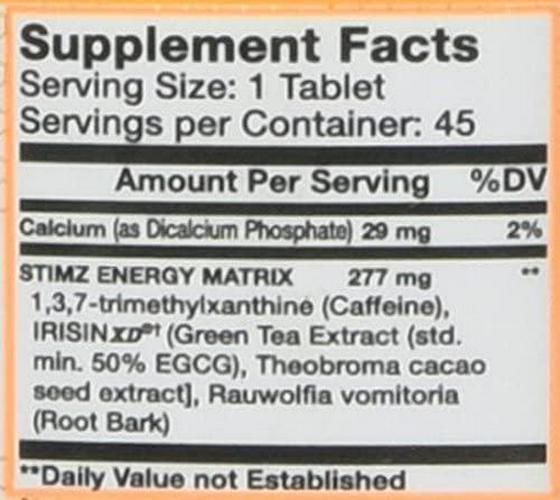 Supplement Facts
Serving Size: 1 Tablet
Servings per Container: 45
Amount Per Serving %DV
Calcium (as Dicalcium Phosphate) 29 mg 2%
STIMZ ENERGY MATRIX 277 mg **
1,3,7-trimethylxanthine (Caffeine),
IRISINXD®† (Green Tea Extract (std.
min. 50% EGCG), Theobroma cacao
seed extract], Rauwolfia vomitoria
(Root Bark)
**Daily Value not Established